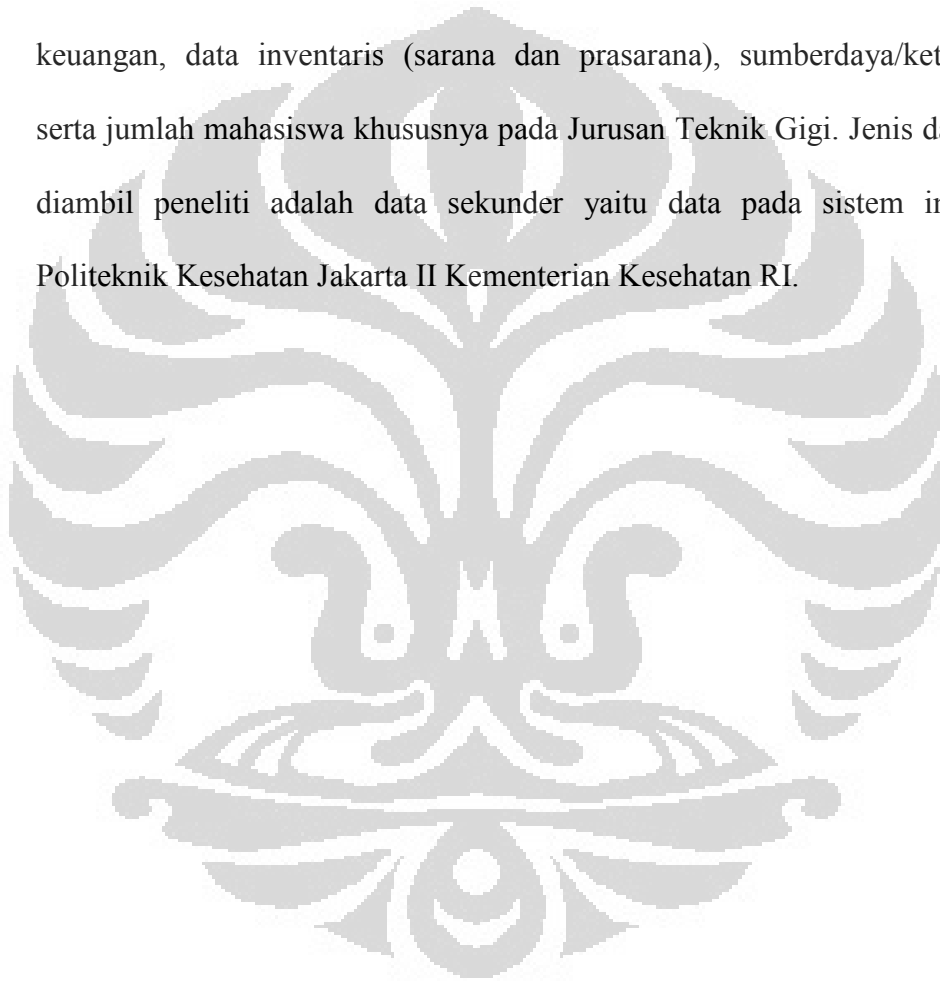 keuangan, data inventaris (sarana dan prasarana), sumberdaya/ket
serta jumlah mahasiswa khususnya pada Jurusan Teknik Gigi. Jenis da
diambil peneliti adalah data sekunder yaitu data pada sistem in
Politeknik Kesehatan Jakarta II Kementerian Kesehatan RI.